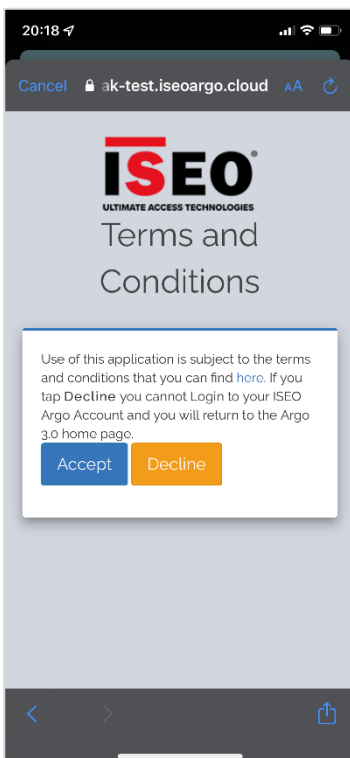 20:18
Cancel ak-test.iseoargo.cloud AA
ISEO®
ULTIMATE ACCESS TECHNOLOGIES
Terms and
Conditions
Use of this application is subject to the terms
and conditions that you can find here. If you
tap Decline you cannot Login to your ISEO
Argo Account and you will return to the Argo
3.0 home page.
Accept Decline